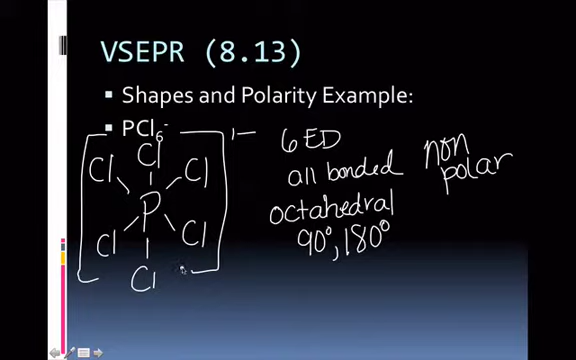 VSEPR (8.13)
Shapes and Polarity Example:
PCl6-
1-
Cl
Cl
Cl
P
Cl
Cl
Cl
6 ED
all bonded
octahedral
90°, 180°
non
polar